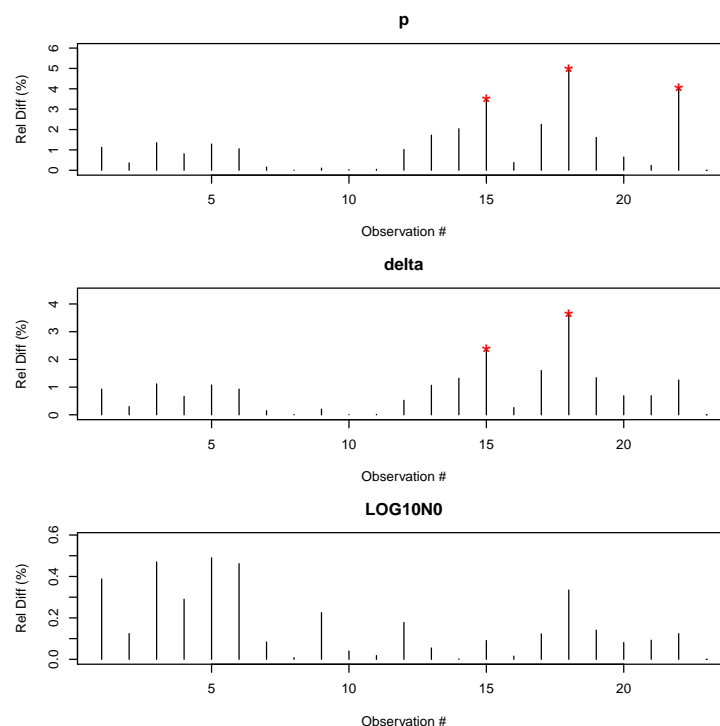 p
Rel Diff (%)
6
5
4
3
2
1
0
5 10 15 20
Observation #
delta
Rel Diff (%)
4
3
2
1
0
5 10 15 20
Observation #
LOG10N0
Rel Diff (%)
0.6
0.4
0.2
0.0
5 10 15 20
Observation #